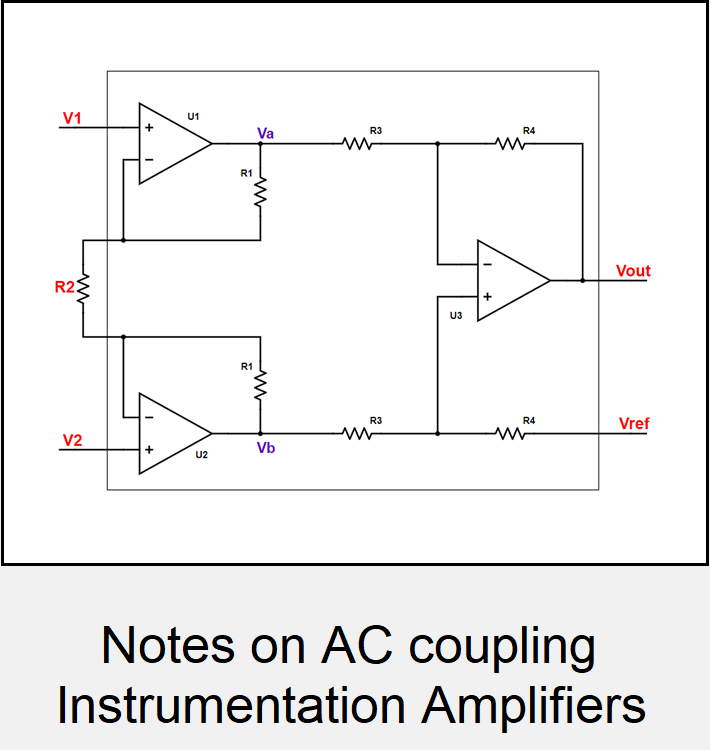 V1
U1
Va
R3
R4
R1
+
−
R2
Vout
−
+
U3
R1
R3
R4
Vref
V2
−
+
U2
Vb
Notes on AC coupling
Instrumentation Amplifiers